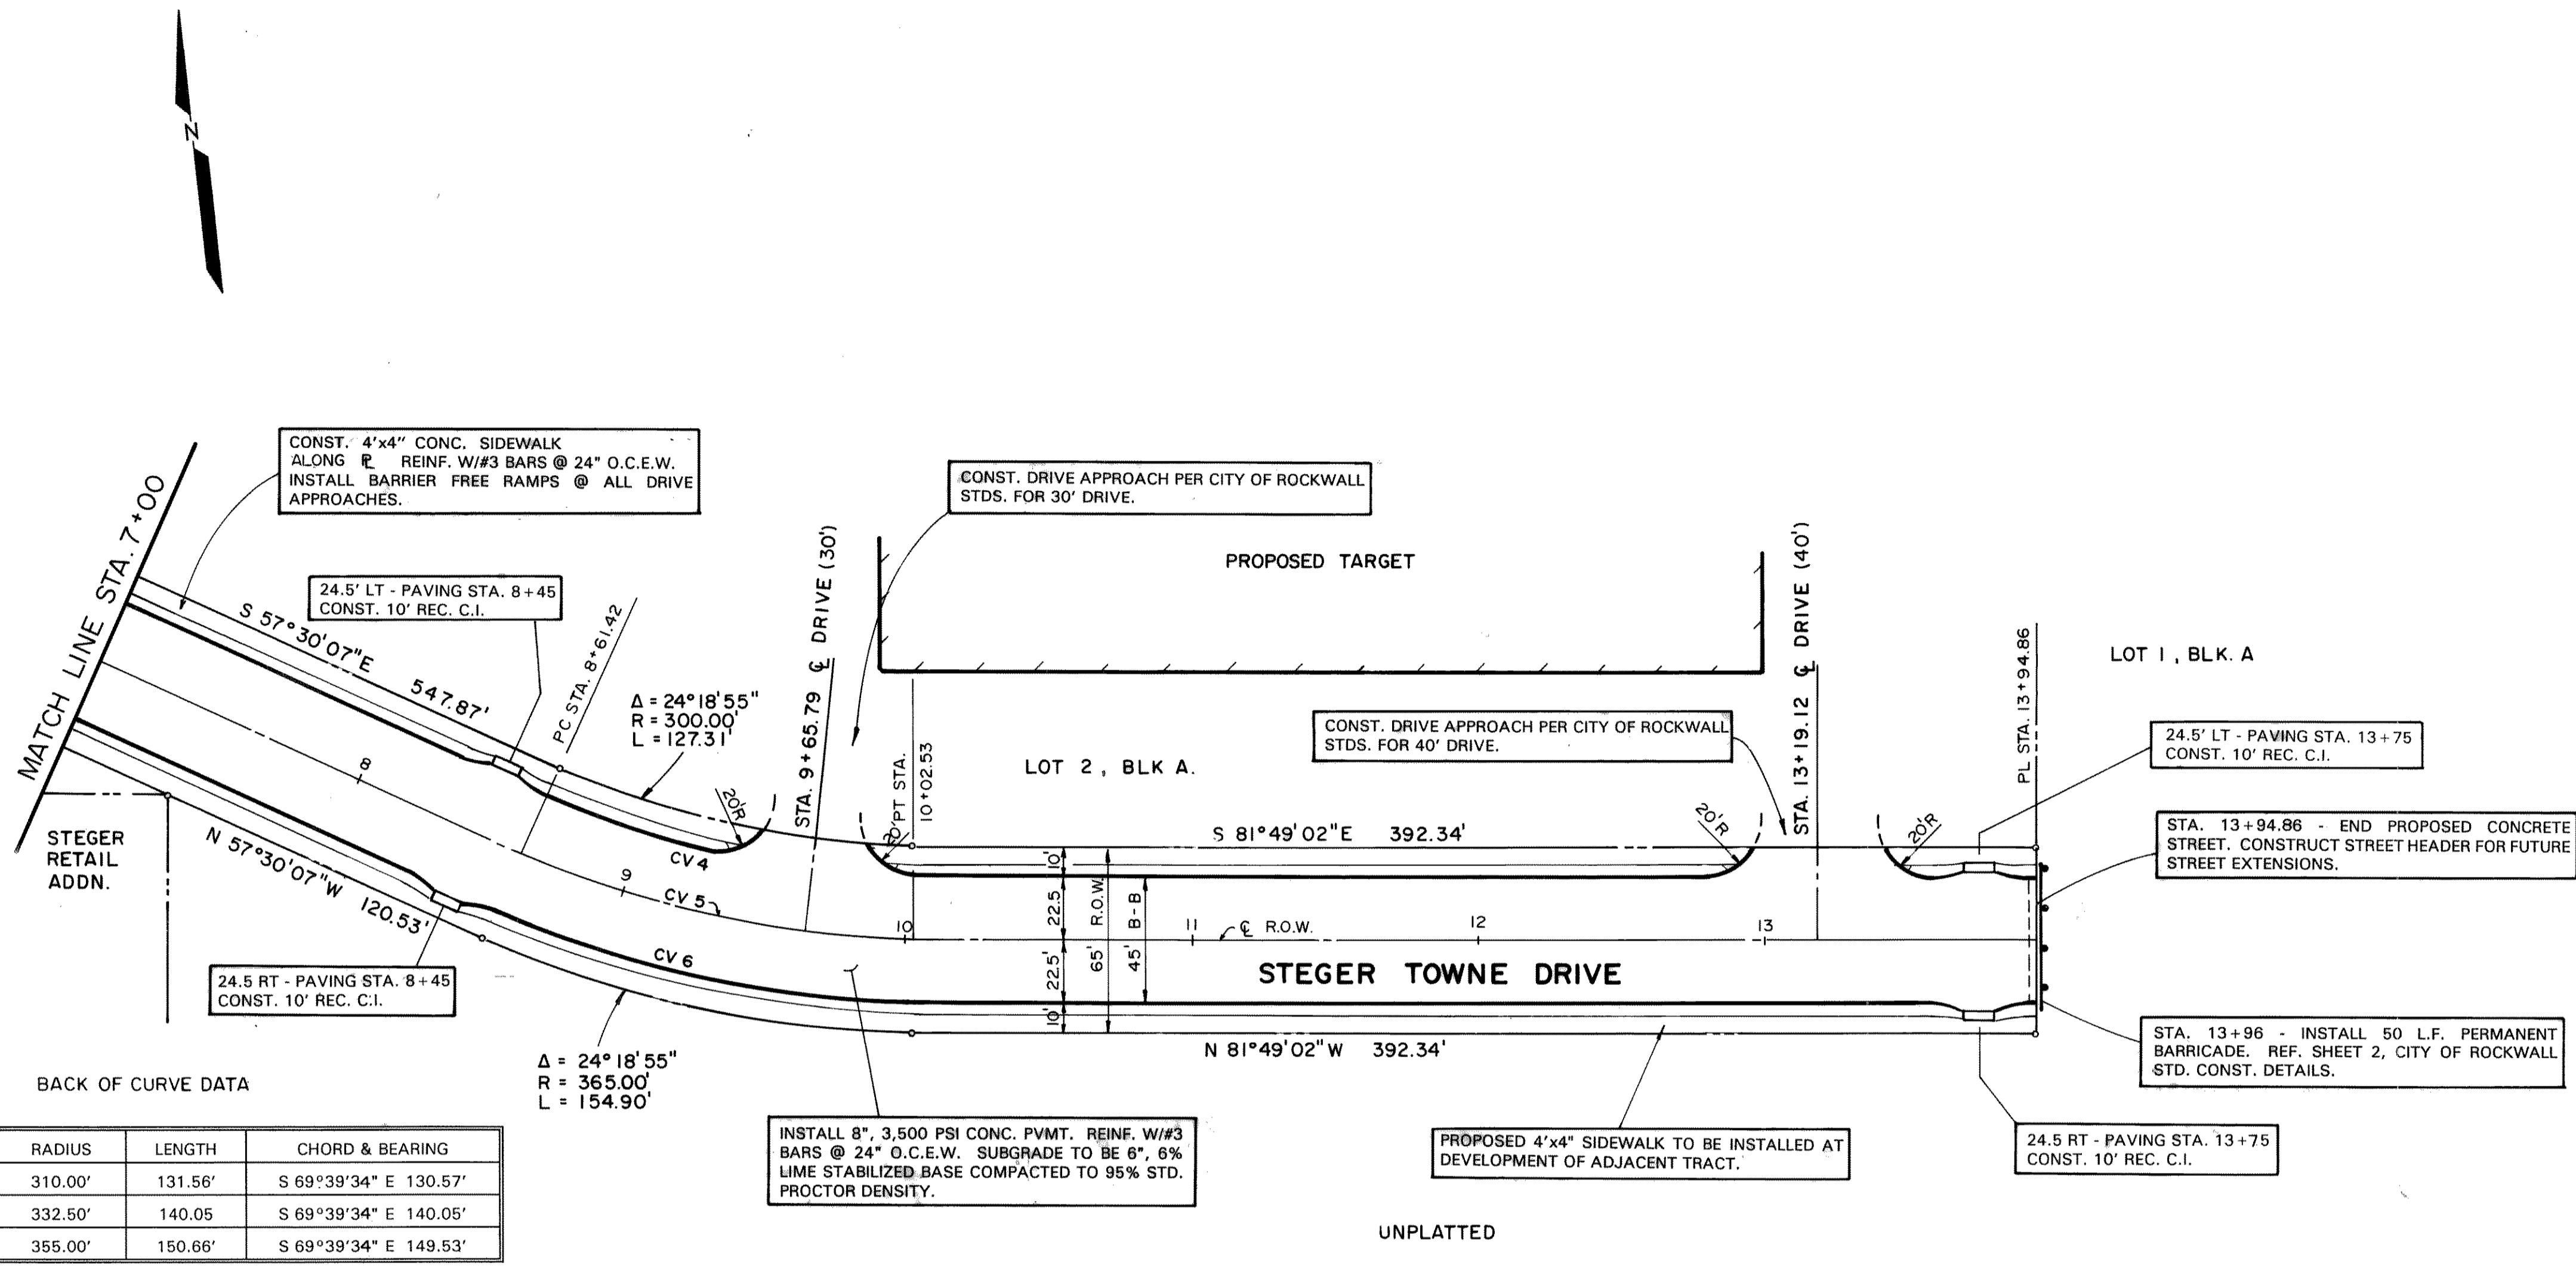 N
CONST. 4'x4" CONC. SIDEWALK
ALONG ℙL REINF. W/#3 BARS @ 24" O.C.E.W.
INSTALL BARRIER FREE RAMPS @ ALL DRIVE
APPROACHES.
CONST. DRIVE APPROACH PER CITY OF ROCKWALL
STDS. FOR 30' DRIVE.
MATCH LINE STA. 7+00
24.5' LT - PAVING STA. 8+45
CONST. 10' REC. C.I.
S 57°30'07"E 547.87'
PC STA. 8+61.42
Δ = 24°18'55"
R = 300.00'
L = 127.31'
STA. 9+65.79 ℄ DRIVE (30')
PROPOSED TARGET
STA. 13+19.12 ℄ DRIVE (40')
PL STA. 13+94.86
LOT 1, BLK. A
CONST. DRIVE APPROACH PER CITY OF ROCKWALL
STDS. FOR 40' DRIVE.
24.5' LT - PAVING STA. 13+75
CONST. 10' REC. C.I.
LOT 2, BLK A.
PT STA.
10+02.53
20'R
20'
20'R
20'R
S 81°49'02"E 392.34'
STA. 13+94.86 - END PROPOSED CONCRETE
STREET. CONSTRUCT STREET HEADER FOR FUTURE
STREET EXTENSIONS.
STEGER
RETAIL
ADDN.
N 57°30'07"W 120.53'
8
9
10
11
12
13
CV 4
CV 5
CV 6
10'
22.5
22.5'
10'
65' R.O.W.
45' B-B
℄ R.O.W.
STEGER TOWNE DRIVE
24.5 RT - PAVING STA. 8+45
CONST. 10' REC. C.I.
N 81°49'02"W 392.34'
STA. 13+96 - INSTALL 50 L.F. PERMANENT
BARRICADE. REF. SHEET 2, CITY OF ROCKWALL
STD. CONST. DETAILS.
Δ = 24°18'55"
R = 365.00'
L = 154.90'
BACK OF CURVE DATA
RADIUS LENGTH CHORD & BEARING
310.00' 131.56' S 69°39'34" E 130.57'
332.50' 140.05 S 69°39'34" E 140.05'
355.00' 150.66' S 69°39'34" E 149.53'
INSTALL 8", 3,500 PSI CONC. PVMT. REINF. W/#3
BARS @ 24" O.C.E.W. SUBGRADE TO BE 6", 6%
LIME STABILIZED BASE COMPACTED TO 95% STD.
PROCTOR DENSITY.
PROPOSED 4'x4" SIDEWALK TO BE INSTALLED AT
DEVELOPMENT OF ADJACENT TRACT.
24.5 RT - PAVING STA. 13+75
CONST. 10' REC. C.I.
UNPLATTED